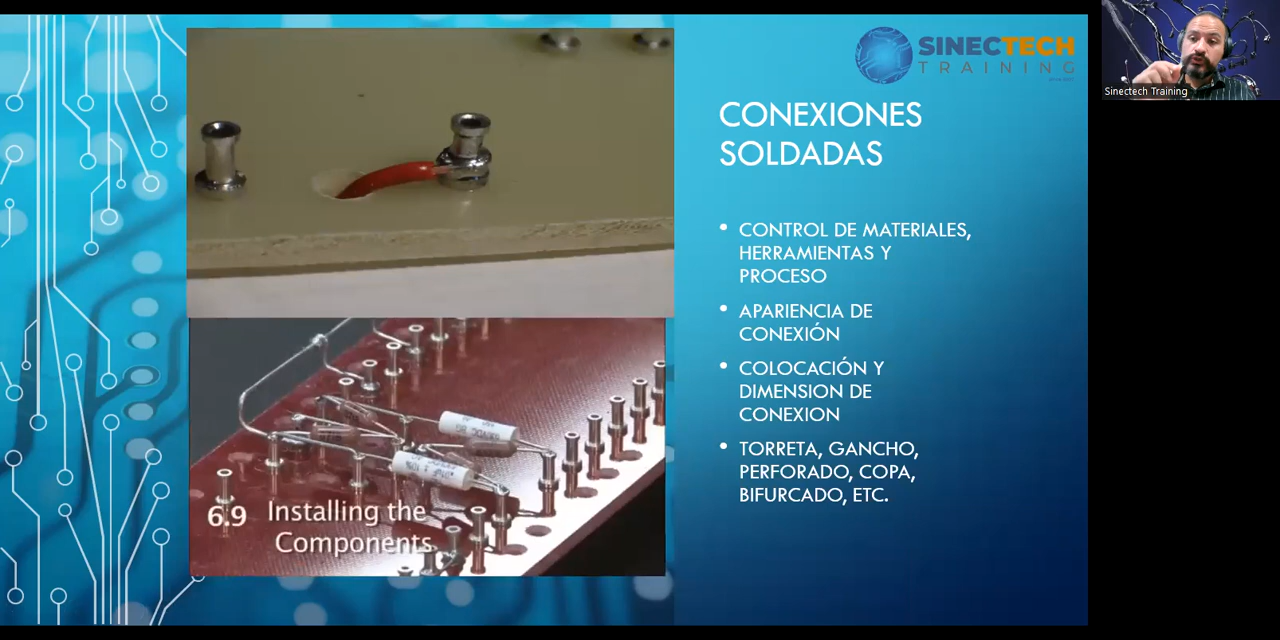 SINECTECH
TRAINING
CONEXIONES
SOLDADAS
• CONTROL DE MATERIALES,
HERRAMIENTAS Y
PROCESO
• APARIENCIA DE
CONEXIÓN
• COLOCACIÓN Y
DIMENSION DE
CONEXION
• TORRETA, GANCHO,
PERFORADO, COPA,
BIFURCADO, ETC.
6.9 Installing the
Components
Sinectech Training